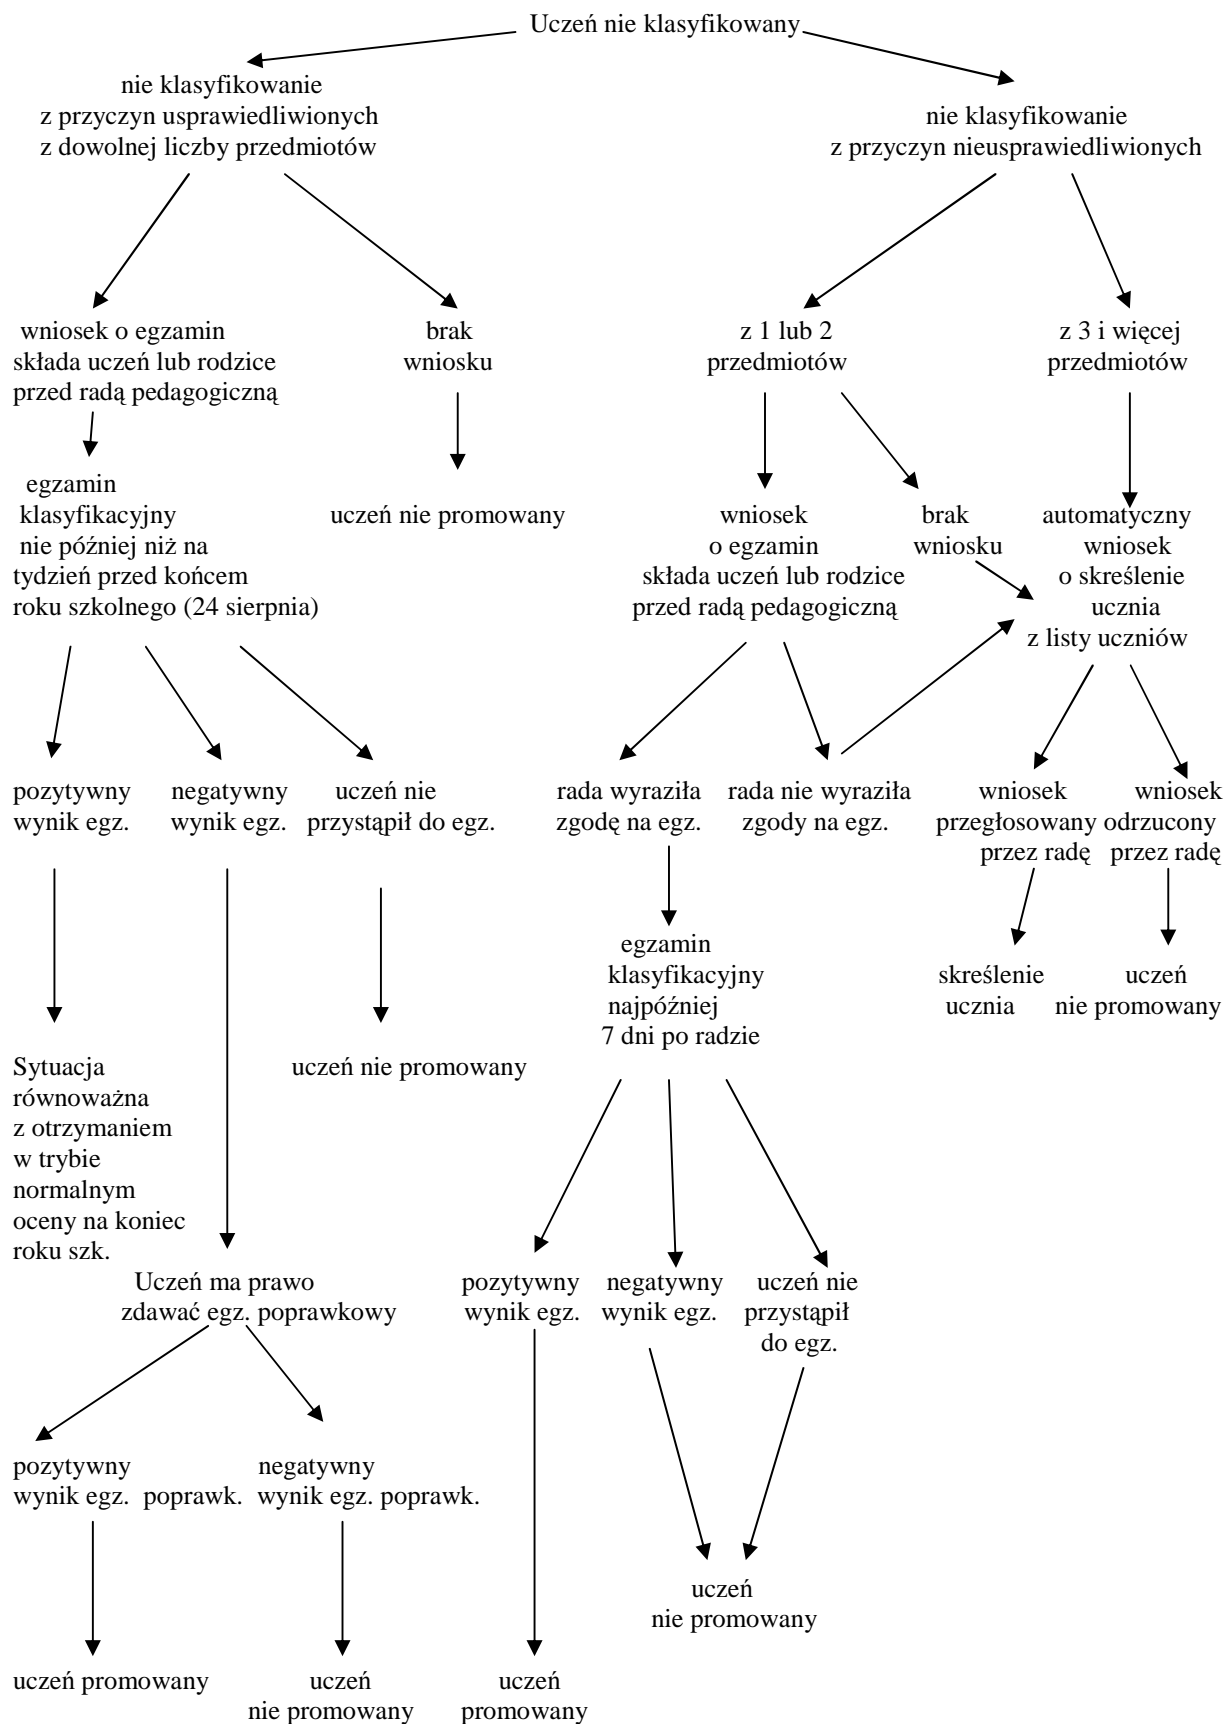 Uczeń nie klasyfikowany
nie klasyfikowanie
z przyczyn usprawiedliwionych
z dowolnej liczby przedmiotów
nie klasyfikowanie
z przyczyn nieusprawiedliwionych
wniosek o egzamin
składa uczeń lub rodzice
przed radą pedagogiczną
brak
wniosku
z 1 lub 2
przedmiotów
z 3 i więcej
przedmiotów
egzamin
klasyfikacyjny
nie później niż na
tydzień przed końcem
roku szkolnego (24 sierpnia)
uczeń nie promowany
wniosek
o egzamin
składa uczeń lub rodzice
przed radą pedagogiczną
brak
wniosku
automatyczny
wniosek
o skreślenie
ucznia
z listy uczniów
pozytywny
wynik egz.
negatywny
wynik egz.
uczeń nie
przystąpił do egz.
rada wyraziła
zgodę na egz.
rada nie wyraziła
zgody na egz.
wniosek
przegłosowany
przez radę
wniosek
odrzucony
przez radę
egzamin
klasyfikacyjny
najpóźniej
7 dni po radzie
skreślenie
ucznia
uczeń
nie promowany
Sytuacja
równoważna
z otrzymaniem
w trybie
normalnym
oceny na koniec
roku szk.
uczeń nie promowany
Uczeń ma prawo
zdawać egz. poprawkowy
pozytywny
wynik egz.
negatywny
wynik egz.
uczeń nie
przystąpił
do egz.
pozytywny
wynik egz. poprawk.
negatywny
wynik egz. poprawk.
uczeń
nie promowany
uczeń promowany
uczeń
nie promowany
uczeń
promowany